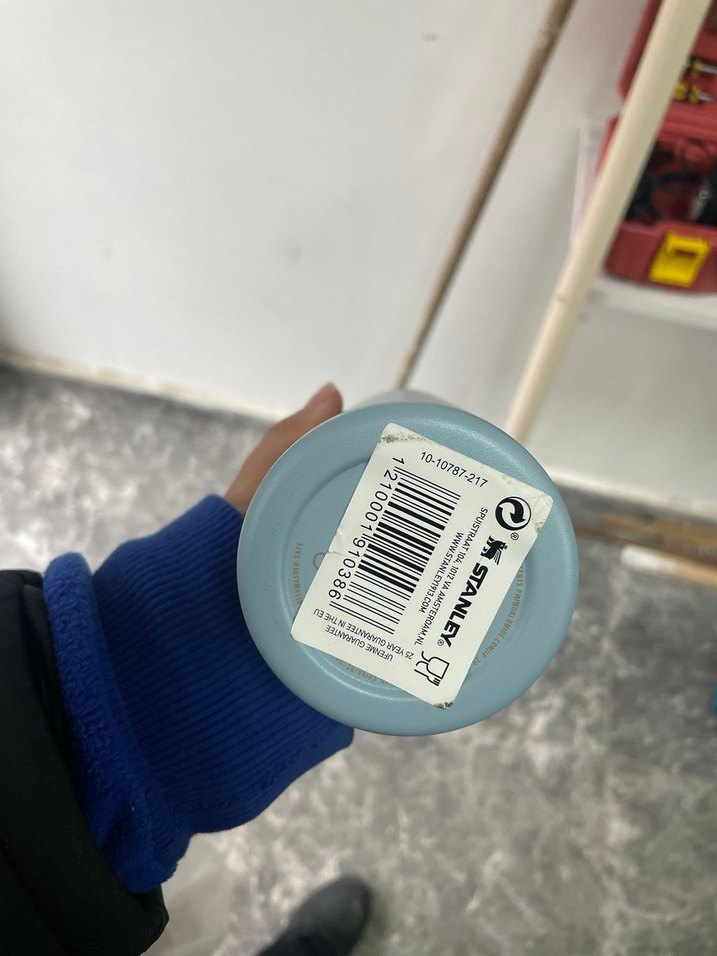 10-10787-217
1 210001 910386
STANLEY®
SPUISTRAAT 104, 1012 VA AMSTERDAM, NL
WWW.STANLEY1913.COM
25 YEAR GUARANTEE IN THE EU
GUARANTEE
SAFE